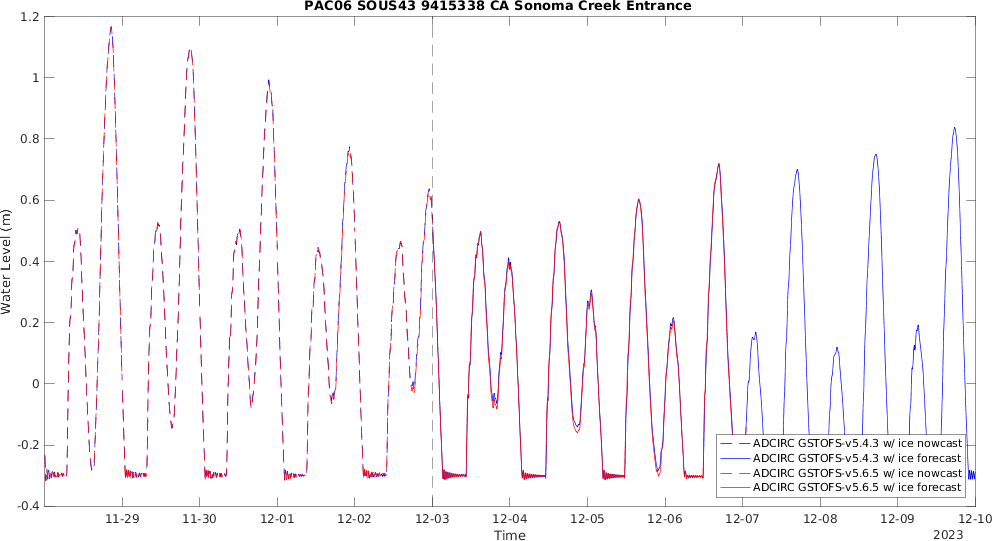 PAC06 SOUS43 9415338 CA Sonoma Creek Entrance
1.2
1
0.8
0.6
0.4
0.2
0
-0.2
-0.4
Water Level (m)
ADCIRC GSTOFS-v5.4.3 w/ ice nowcast
ADCIRC GSTOFS-v5.4.3 w/ ice forecast
ADCIRC GSTOFS-v5.6.5 w/ ice nowcast
ADCIRC GSTOFS-v5.6.5 w/ ice forecast
11-29 11-30 12-01 12-02 12-03 12-04 12-05 12-06 12-07 12-08 12-09 12-10
Time
2023